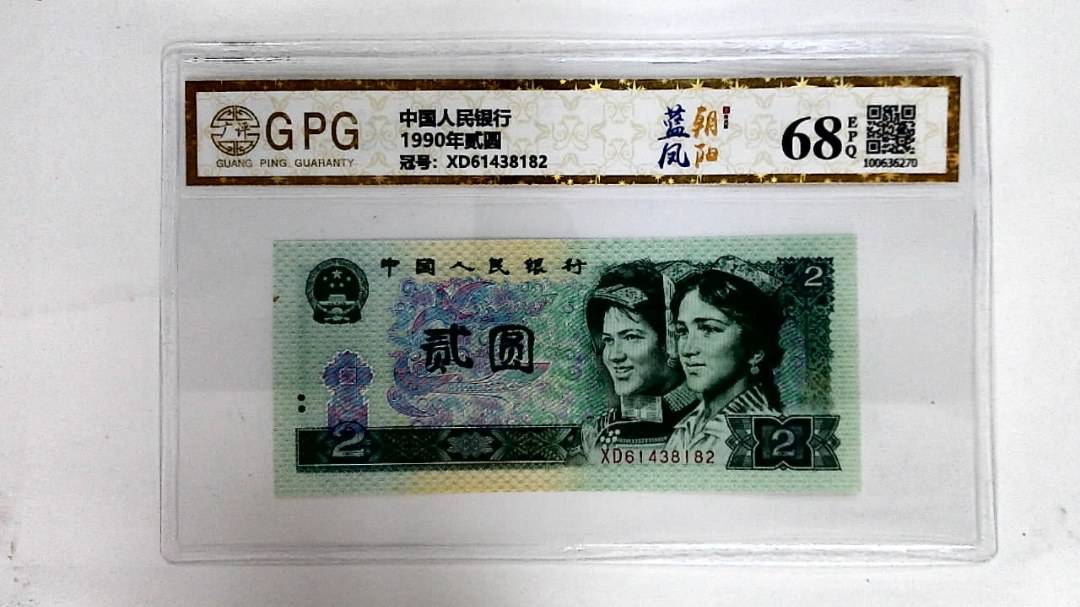 GPG
GUANG PING GUARANTY
中国人民银行
1990年贰圆
冠号：XD61438182
蓝凤
朝阳
68
EPQ
100636270
中国人民银行
贰圆
2
2
2
XD61438182